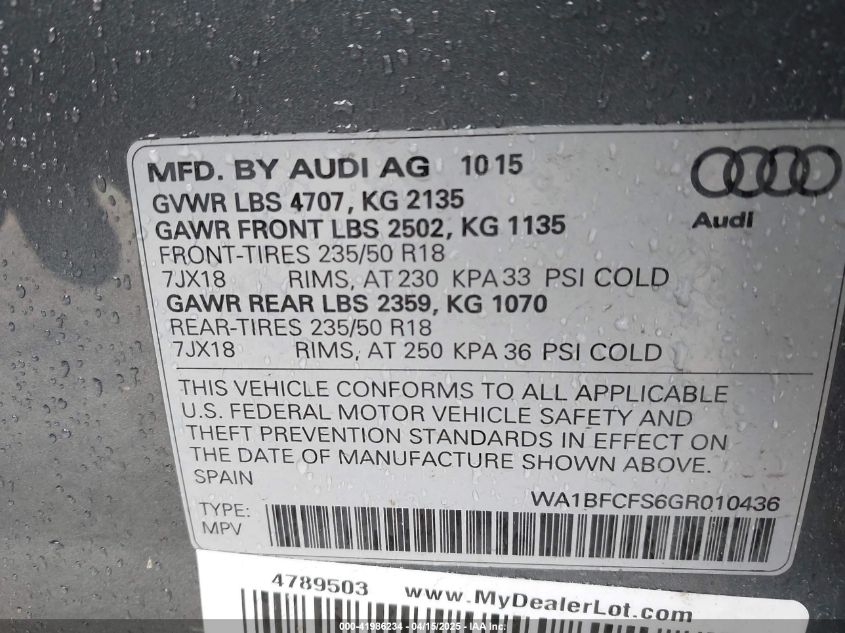 MFD. BY AUDI AG 10 15
GVWR LBS 4707, KG 2135
GAWR FRONT LBS 2502, KG 1135
FRONT-TIRES 235/50 R18
7JX18 RIMS, AT 230 KPA 33 PSI COLD
GAWR REAR LBS 2359, KG 1070
REAR-TIRES 235/50 R18
7JX18 RIMS, AT 250 KPA 36 PSI COLD
Audi
THIS VEHICLE CONFORMS TO ALL APPLICABLE
U.S. FEDERAL MOTOR VEHICLE SAFETY AND
THEFT PREVENTION STANDARDS IN EFFECT ON
THE DATE OF MANUFACTURE SHOWN ABOVE.
SPAIN
WA1BFCFS6GR010436
TYPE:
MPV
4789503 www.MyDealerLot.com
000-41986234 - 04/15/2025 - IAA Inc.